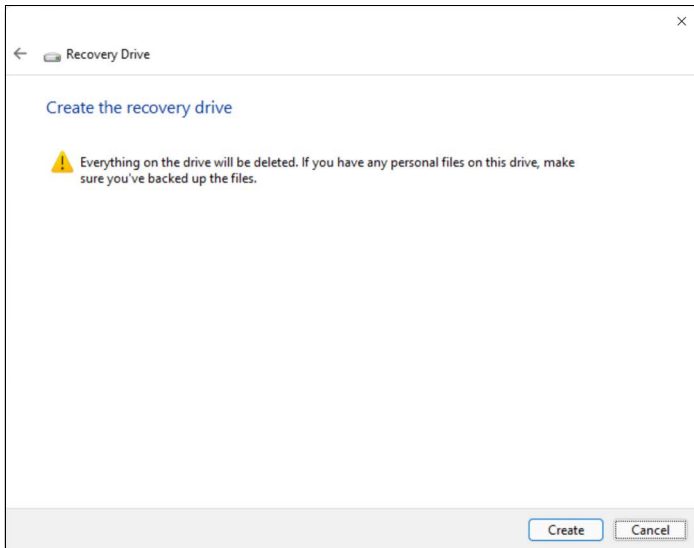 Recovery Drive
Create the recovery drive
Everything on the drive will be deleted. If you have any personal files on this drive, make
sure you've backed up the files.
Create Cancel